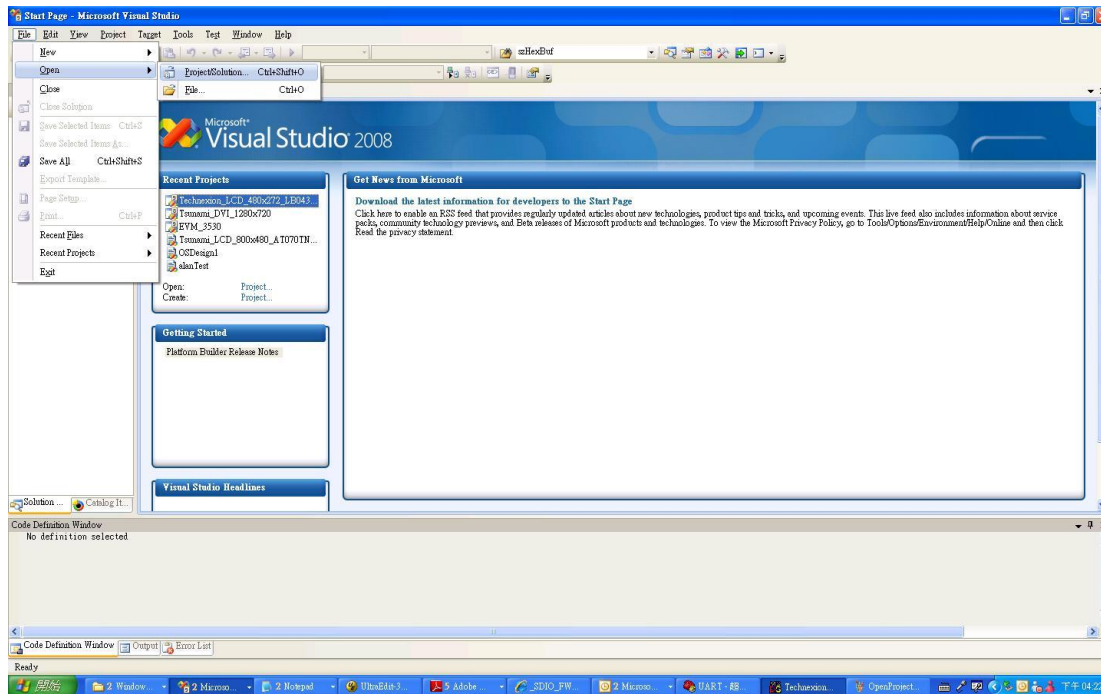 Start Page - Microsoft Visual Studio
File Edit View Project Target Tools Test Window Help
szHexBuf
New
Open
Close
Close Solution
Save Selected Items Ctrl+S
Save Selected Items As...
Save All Ctrl+Shift+S
Export Template...
Page Setup...
Print... Ctrl+P
Recent Files
Recent Projects
Exit
Project/Solution... Ctrl+Shift+O
File... Ctrl+O
Microsoft®
Visual Studio 2008
Recent Projects
Technexion_LCD_480x272_LB043...
Tsunami_DVI_1280x720
EVM_3530
Tsunami_LCD_800x480_AT070TN...
OSDesign1
alanTest
Open: Project...
Create: Project...
Getting Started
Platform Builder Release Notes
Visual Studio Headlines
Get News from Microsoft
Download the latest information for developers to the Start Page
Click here to enable an RSS feed that provides regularly updated articles about new technologies, product tips and tricks, and upcoming events. This live feed also includes information about service
packs, community technology previews, and Beta releases of Microsoft products and technologies. To view the Microsoft Privacy Policy, go to Tools/Options/Environment/Help/Online and then click
Read the privacy statement.
Solution ... Catalog It...
Code Definition Window
No definition selected
Code Definition Window Output Error List
Ready
開始 2 Window... 2 Microso... 2 Notepad UltraEdit-3... 5 Adobe ... _SDIO_FW... 2 Microso... UART - 超... Technexion... OpenProject... 下午 04:22